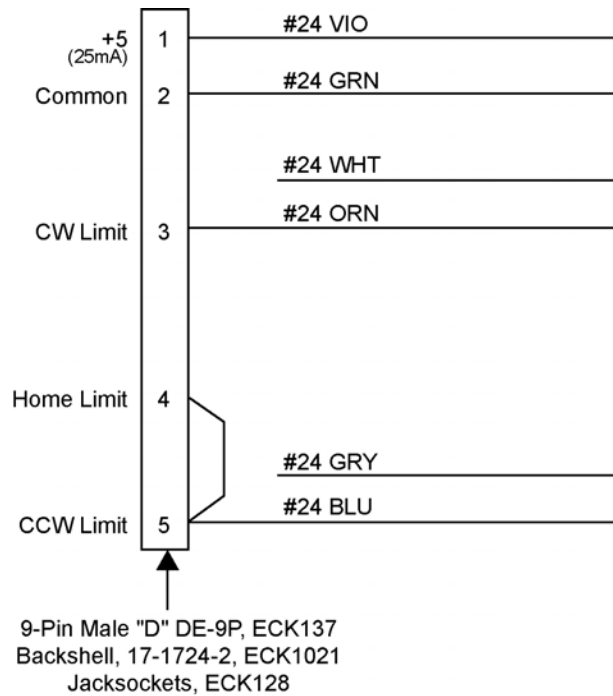 #24 VIO
+5 1
(25mA)
#24 GRN
Common 2
#24 WHT
#24 ORN
CW Limit 3
Home Limit 4
#24 GRY
#24 BLU
CCW Limit 5
9-Pin Male "D" DE-9P, ECK137
Backshell, 17-1724-2, ECK1021
Jacksockets, ECK128